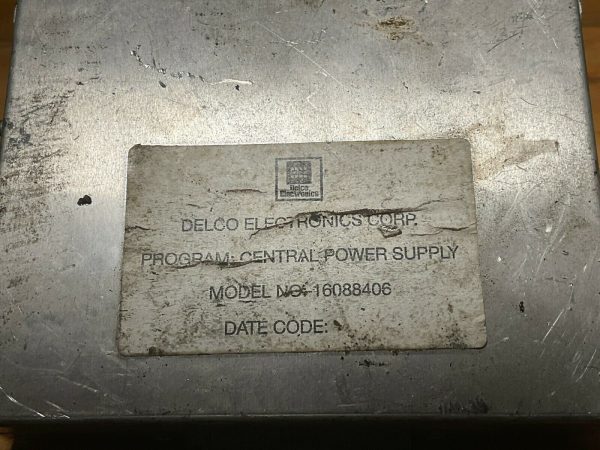 Delco
Electronics
DELCO ELECTRONICS CORP.
PROGRAM: CENTRAL POWER SUPPLY
MODEL NO: 16088406
DATE CODE: